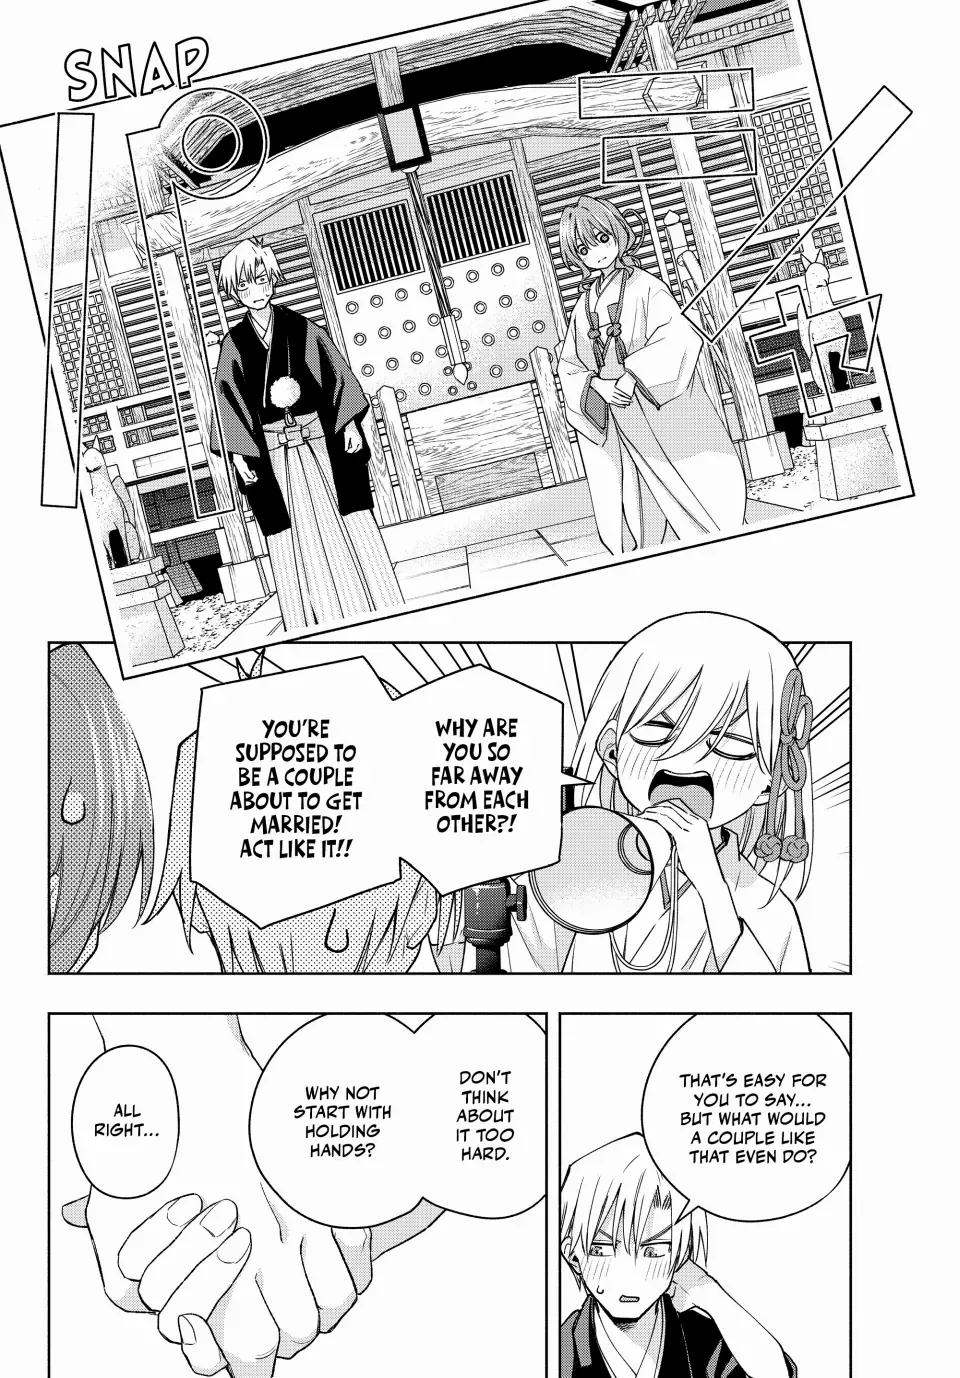 SNAP
ゴゴ
WHY ARE
YOU SO
FAR AWAY
FROM EACH
OTHER?!
YOU'RE
SUPPOSED TO
BE A COUPLE
ABOUT TO GET
MARRIED!
ACT LIKE IT!!
THAT'S EASY FOR
YOU TO SAY...
BUT WHAT WOULD
A COUPLE LIKE
THAT EVEN DO?
DON'T
THINK
ABOUT
IT TOO
HARD.
WHY NOT
START WITH
HOLDING
HANDS?
ALL
RIGHT...